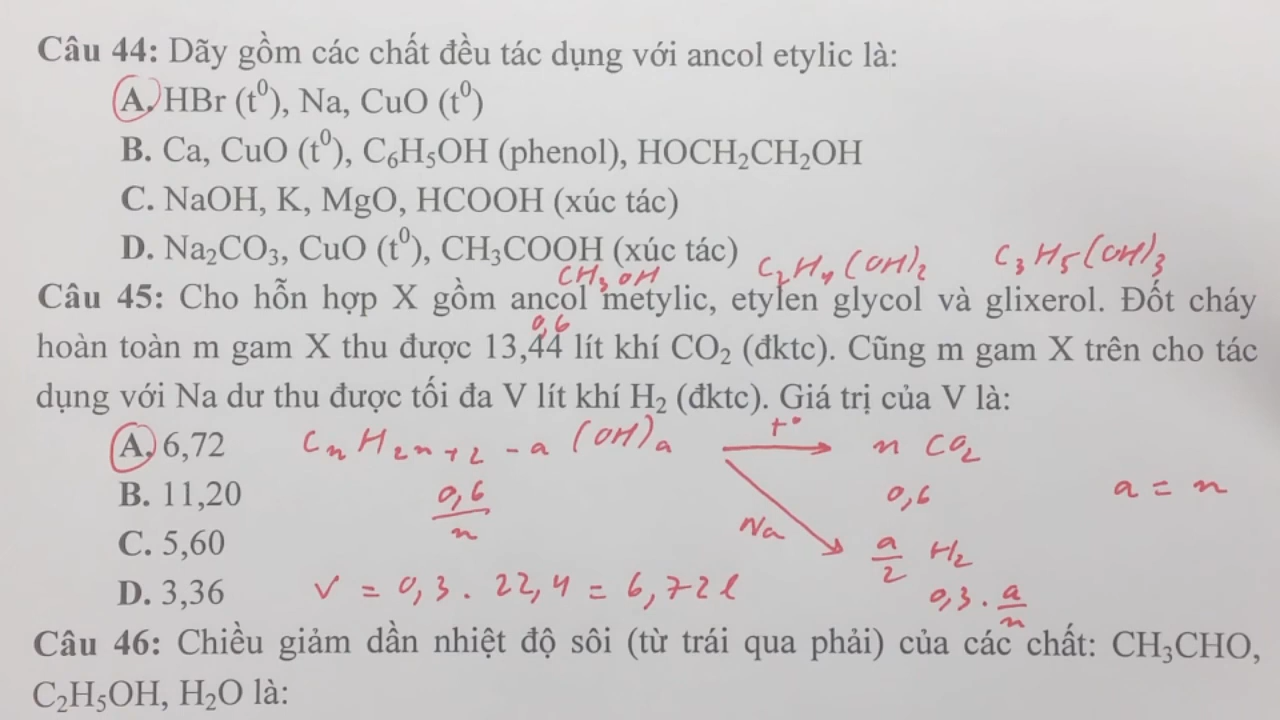 Câu 44: Dãy gồm các chất đều tác dụng với ancol etylic là:
A. HBr (t⁰), Na, CuO (t⁰)
B. Ca, CuO (t⁰), C₆H₅OH (phenol), HOCH₂CH₂OH
C. NaOH, K, MgO, HCOOH (xúc tác)
D. Na₂CO₃, CuO (t⁰), CH₃COOH (xúc tác)
CH₃OH C₂H₄(OH)₂ C₃H₅(OH)₃
Câu 45: Cho hỗn hợp X gồm ancol metylic, etylen glycol và glixerol. Đốt cháy
0,6
hoàn toàn m gam X thu được 13,44 lít khí CO₂ (đktc). Cũng m gam X trên cho tác
dụng với Na dư thu được tối đa V lít khí H₂ (đktc). Giá trị của V là:
A. 6,72 CₙH₂ₙ₊₂₋ₐ(OH)ₐ t° n CO₂
B. 11,20 0,6/n 0,6 a = n
C. 5,60 Na a/2 H₂
D. 3,36 V = 0,3 . 22,4 = 6,72 l 0,3 . a/n
Câu 46: Chiều giảm dần nhiệt độ sôi (từ trái qua phải) của các chất: CH₃CHO,
C₂H₅OH, H₂O là: